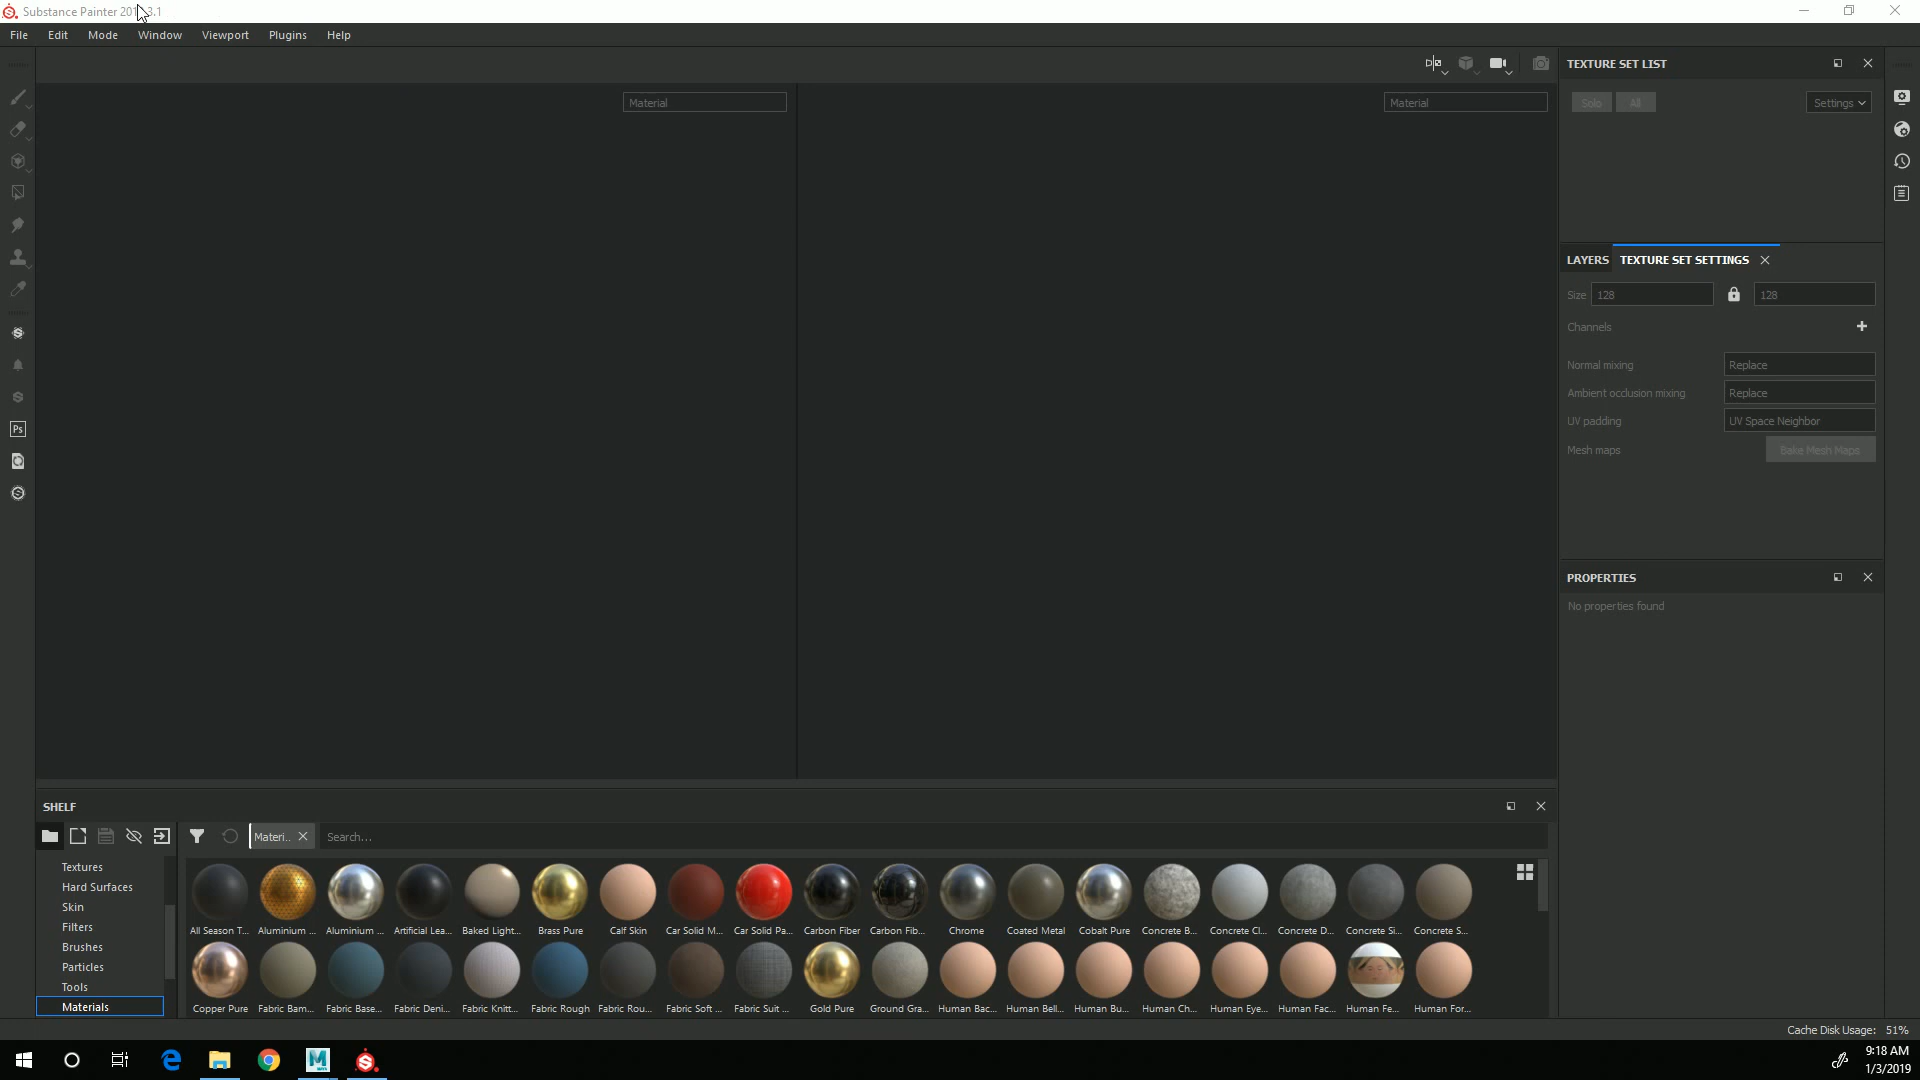 Substance Painter 201 3.1
File Edit Mode Window Viewport Plugins Help
TEXTURE SET LIST
Material
Material
Solo All Settings
LAYERS TEXTURE SET SETTINGS
Size 128 128
Channels
Normal mixing Replace
Ambient occlusion mixing Replace
UV padding UV Space Neighbor
Mesh maps Bake Mesh Maps
Ps
PROPERTIES
No properties found
SHELF
Materi.. Search...
Textures
Hard Surfaces
Skin
Filters
Brushes
Particles
Tools
Materials
All Season T... Aluminium ... Aluminium ... Artificial Lea... Baked Light... Brass Pure Calf Skin Car Solid M... Car Solid Pa... Carbon Fiber Carbon Fib... Chrome Coated Metal Cobalt Pure Concrete B... Concrete Cl... Concrete D... Concrete Si... Concrete S...
Copper Pure Fabric Bam... Fabric Base... Fabric Deni... Fabric Knitt... Fabric Rough Fabric Rou... Fabric Soft ... Fabric Suit ... Gold Pure Ground Gra... Human Bac... Human Bell... Human Bu... Human Ch... Human Eye... Human Fac... Human Fe... Human For...
Cache Disk Usage: 51%
9:18 AM
1/3/2019